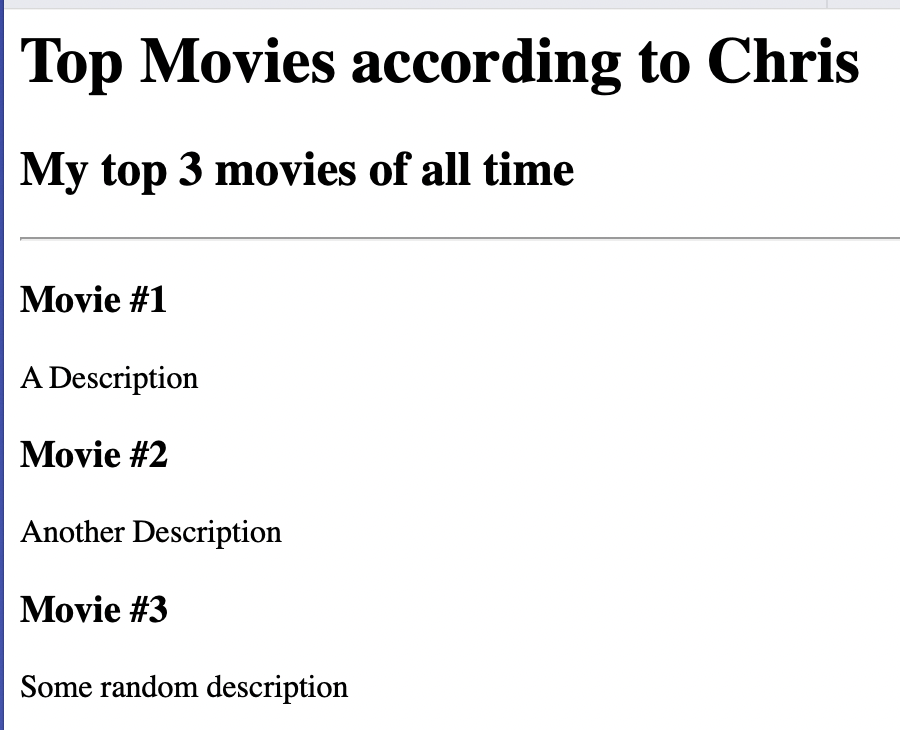 Top Movies according to Chris
My top 3 movies of all time
Movie #1
A Description
Movie #2
Another Description
Movie #3
Some random description